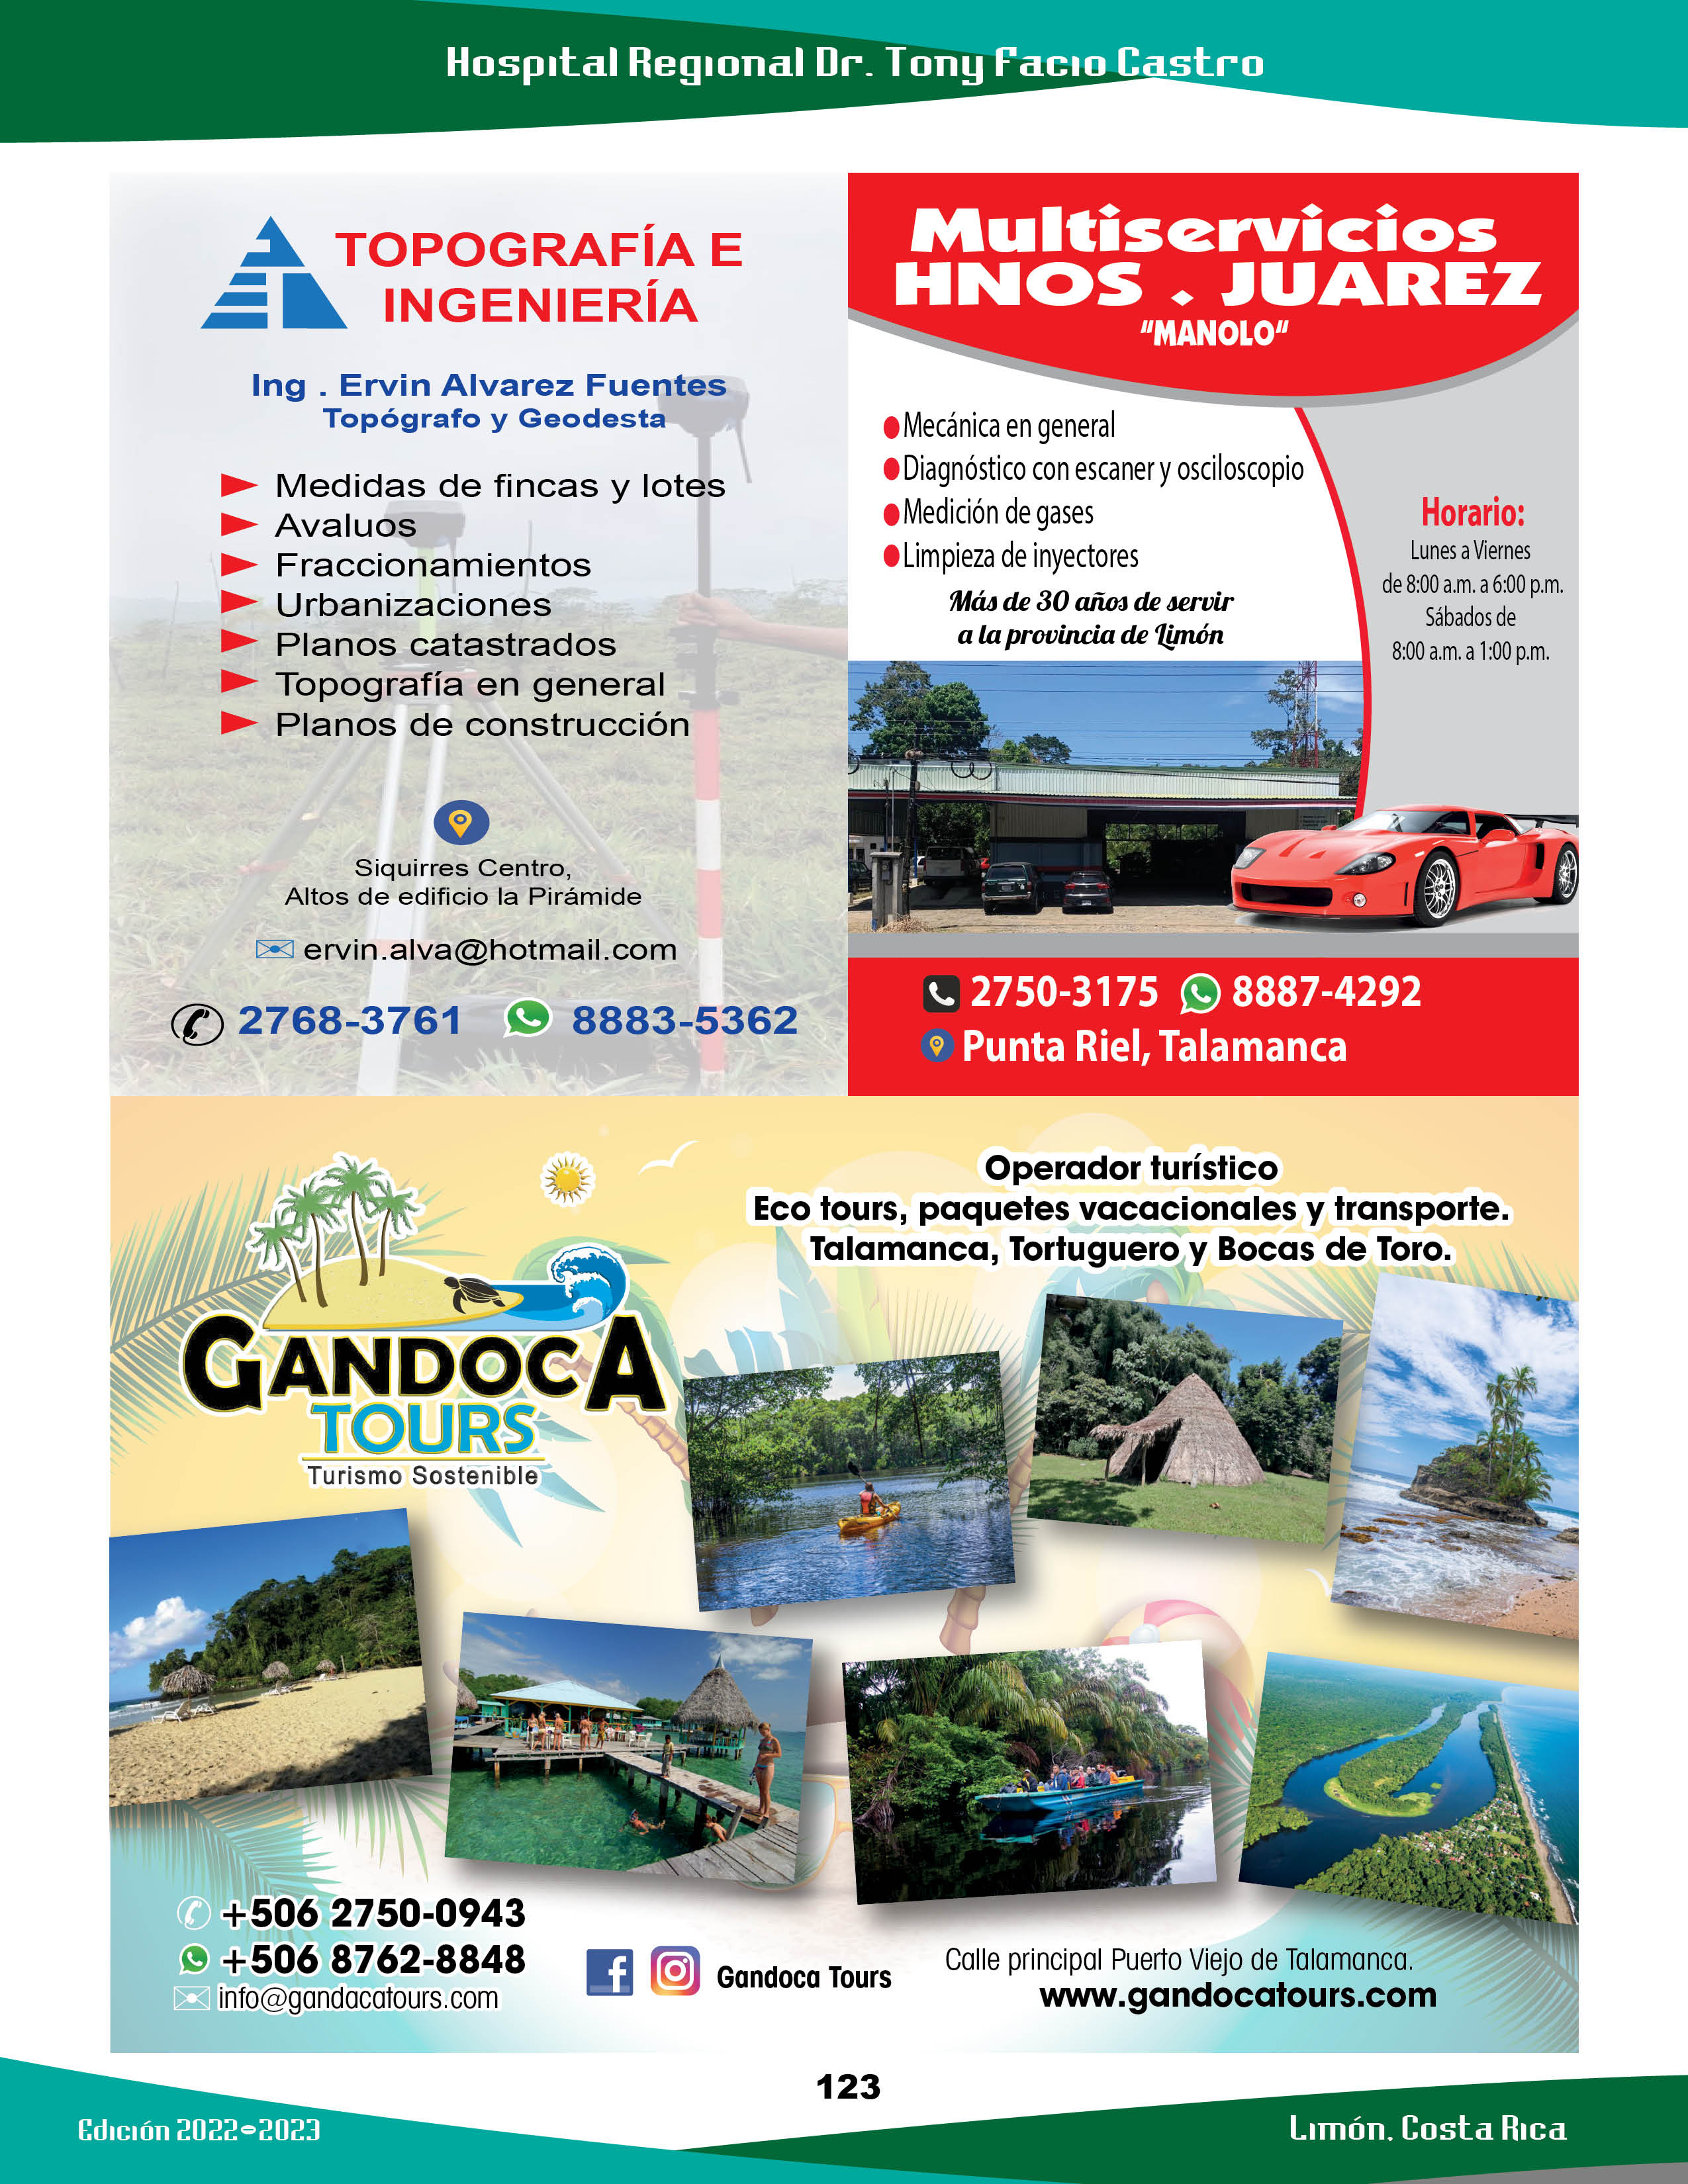 Hospital Regional Dr. Tony Facio Castro
TOPOGRAFÍA E
INGENIERÍA
Ing . Ervin Alvarez Fuentes
Topógrafo y Geodesta
Medidas de fincas y lotes
Avaluos
Fraccionamientos
Urbanizaciones
Planos catastrados
Topografía en general
Planos de construcción
Siquirres Centro,
Altos de edificio la Pirámide
ervin.alva@hotmail.com
2768-3761 8883-5362
Multiservicios
HNOS . JUAREZ
"MANOLO"
Mecánica en general
Diagnóstico con escaner y osciloscopio
Medición de gases
Limpieza de inyectores
Más de 30 años de servir
a la provincia de Limón
Horario:
Lunes a Viernes
de 8:00 a.m. a 6:00 p.m.
Sábados de
8:00 a.m. a 1:00 p.m.
2750-3175 8887-4292
Punta Riel, Talamanca
Operador turístico
Eco tours, paquetes vacacionales y transporte.
Talamanca, Tortuguero y Bocas de Toro.
GANDOCA
TOURS
Turismo Sostenible
+506 2750-0943
+506 8762-8848
info@gandacatours.com
Gandoca Tours
Calle principal Puerto Viejo de Talamanca.
www.gandocatours.com
123
Edición 2022-2023
Limón, Costa Rica